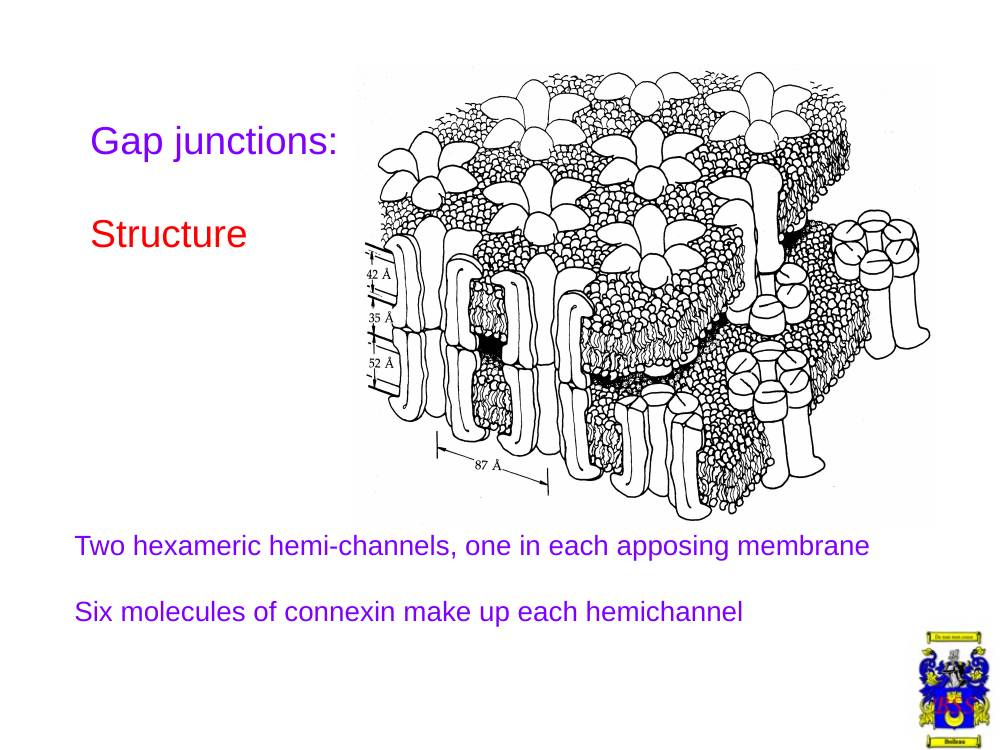 Gap junctions:
Structure
42 Å
35 Å
52 Å
87 Å
Two hexameric hemi-channels, one in each apposing membrane
Six molecules of connexin make up each hemichannel